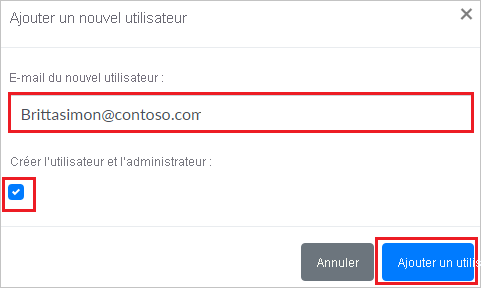 Ajouter un nouvel utilisateur
E-mail du nouvel utilisateur :
Brittasimon@contoso.com
Créer l'utilisateur et l'administrateur :
Annuler
Ajouter un utilis